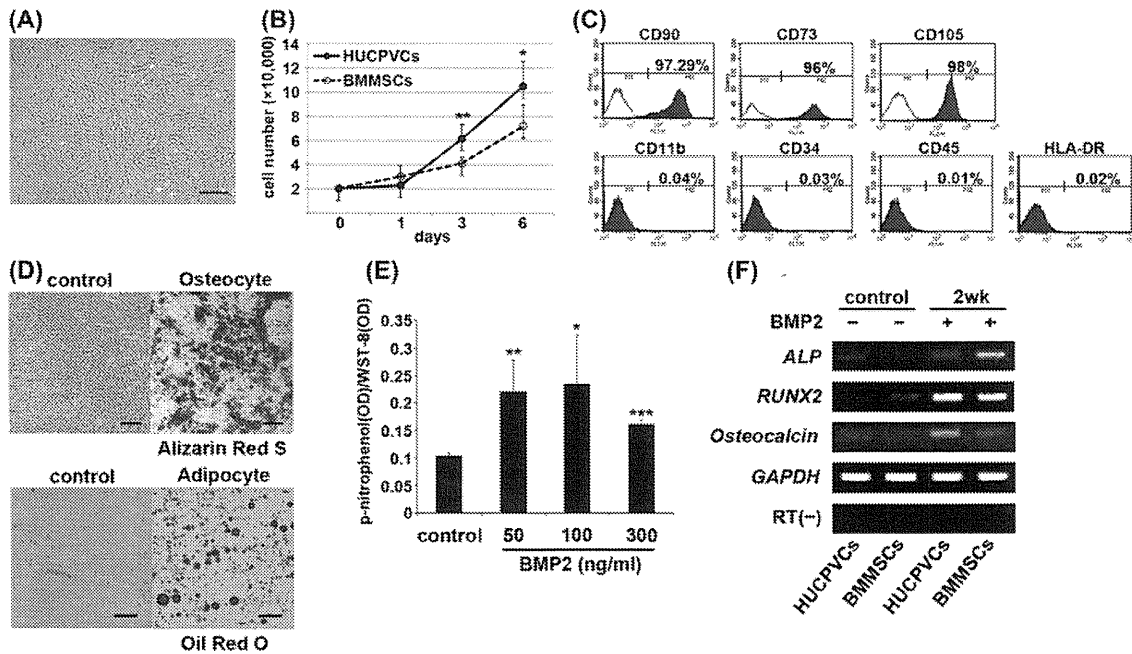 (A)
(B)
cell number (×10,000)
14
12
10
8
6
4
2
HUCPVCs
BMMSCs
**
*
0 1 3 6
days
(C)
CD90
97.29%
CD73
96%
CD105
98%
CD11b
0.04%
CD34
0.03%
CD45
0.01%
HLA-DR
0.02%
(D)
control Osteocyte
Alizarin Red S
control Adipocyte
Oil Red O
(E)
p-nitrophenol(OD)/WST-8(OD)
0.35
0.3
0.25
0.2
0.15
0.1
0.05
0
**
*
***
control 50 100 300
BMP2 (ng/ml)
(F)
control 2wk
BMP2 − − + +
ALP
RUNX2
Osteocalcin
GAPDH
RT(−)
HUCPVCs
BMMSCs
HUCPVCs
BMMSCs